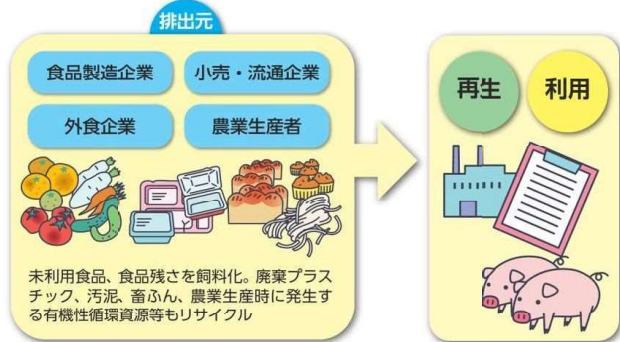 排出元
食品製造企業
小売・流通企業
外食企業
農業生産者
未利用食品、食品残さを飼料化。廃棄プラス
チック、汚泥、畜ふん、農業生産時に発生す
る有機性循環資源等もリサイクル
再生
利用